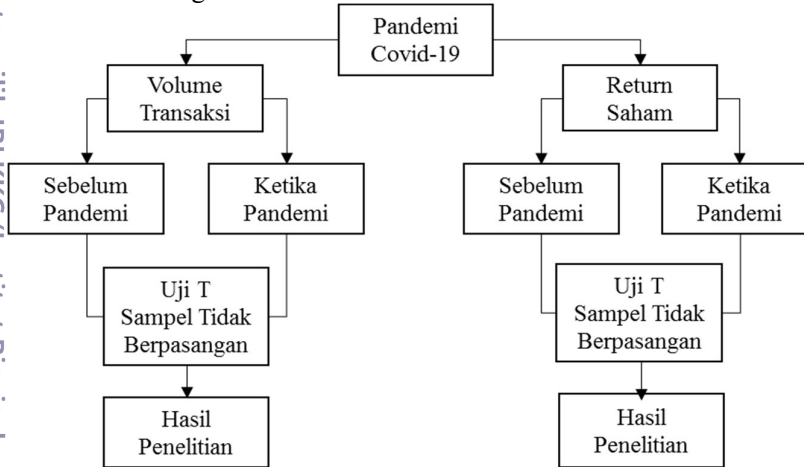 Pandemi
Covid-19
Volume
Transaksi
Return
Saham
Sebelum
Pandemi
Ketika
Pandemi
Sebelum
Pandemi
Ketika
Pandemi
Uji T
Sampel Tidak
Berpasangan
Uji T
Sampel Tidak
Berpasangan
Hasil
Penelitian
Hasil
Penelitian